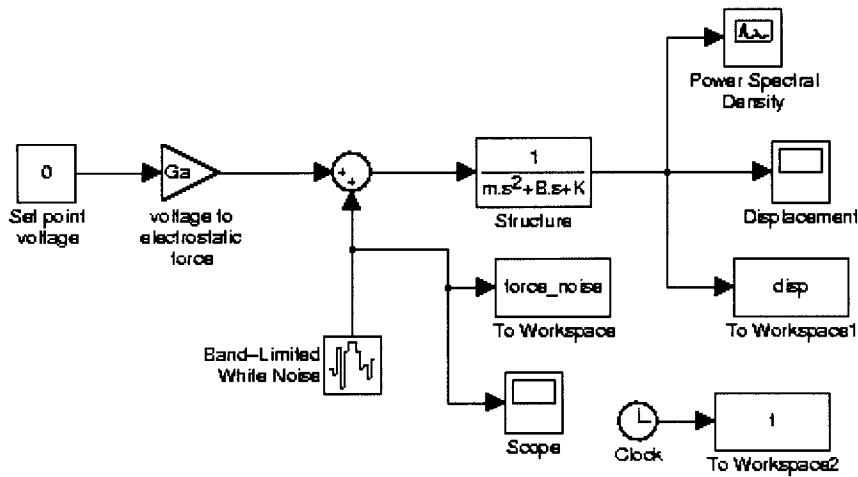 Power Spectral
Density
0
Ga
+
+
1
m.s²+B.s+K
Set point
voltage
voltage to
electrostatic
force
Structure
Displacement
force_noise
disp
To Workspace
To Workspace1
Band-Limited
White Noise
Scope
Clock
t
To Workspace2